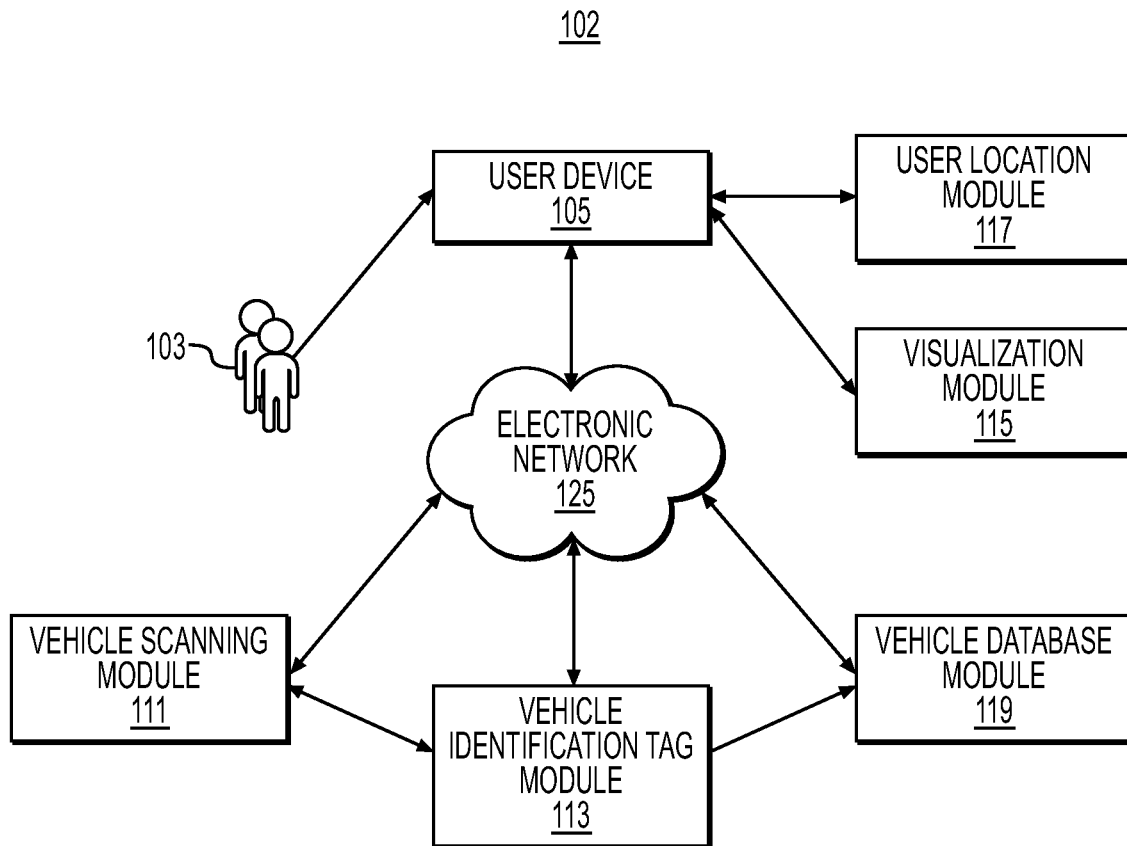 102
USER DEVICE
105
USER LOCATION
MODULE
117
103
VISUALIZATION
MODULE
115
ELECTRONIC
NETWORK
125
VEHICLE SCANNING
MODULE
111
VEHICLE
IDENTIFICATION TAG
MODULE
113
VEHICLE DATABASE
MODULE
119